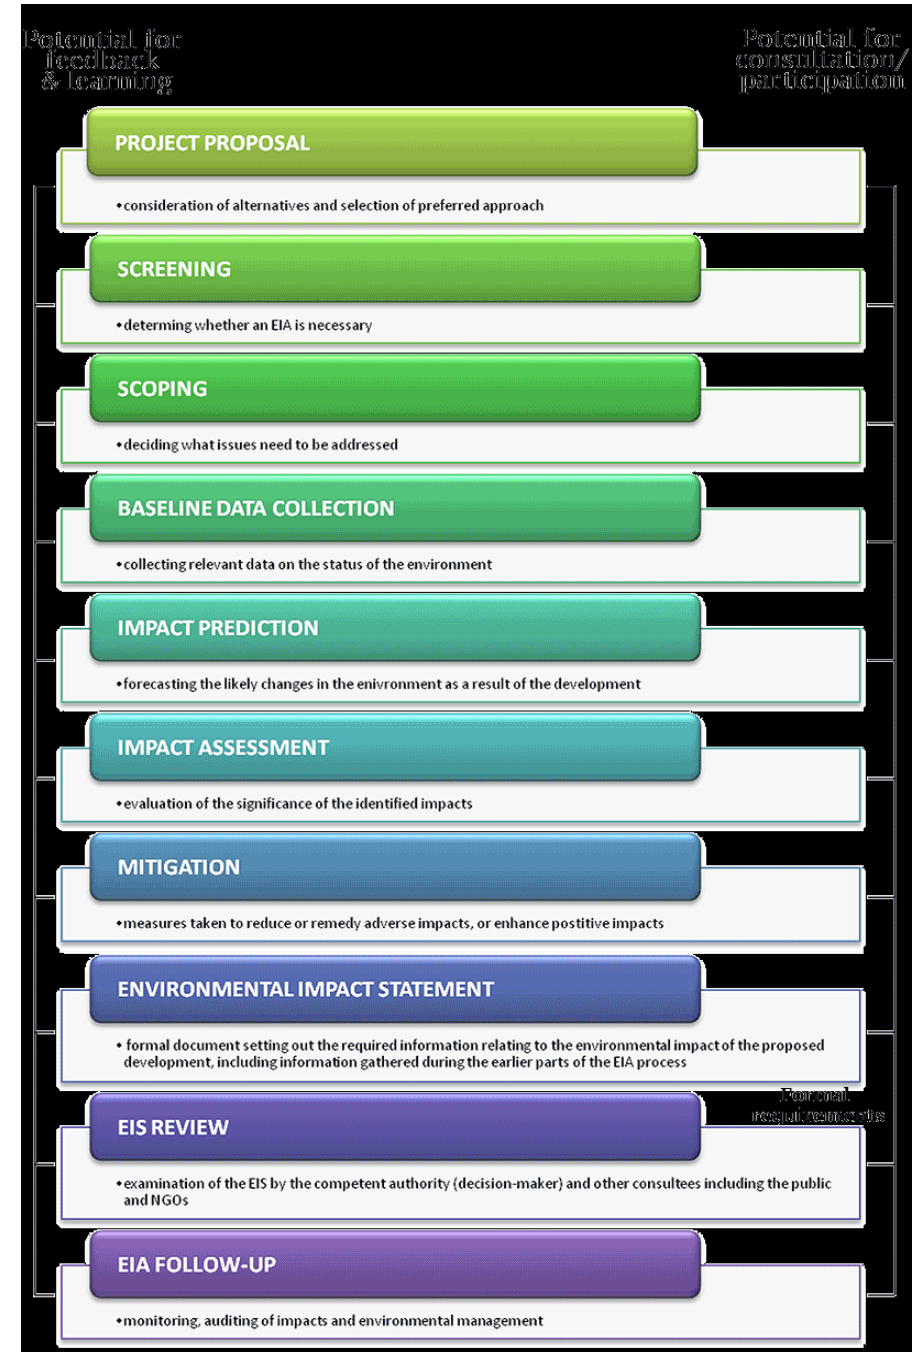 Potential for
feedback
& learning
Potential for
consultation/
participation
PROJECT PROPOSAL
•consideration of alternatives and selection of preferred approach
SCREENING
•determing whether an EIA is necessary
SCOPING
•deciding what issues need to be addressed
BASELINE DATA COLLECTION
•collecting relevant data on the status of the environment
IMPACT PREDICTION
•forecasting the likely changes in the enivronment as a result of the development
IMPACT ASSESSMENT
•evaluation of the significance of the identified impacts
MITIGATION
•measures taken to reduce or remedy adverse impacts, or enhance postitive impacts
ENVIRONMENTAL IMPACT STATEMENT
• formal document setting out the required information relating to the environmental impact of the proposed
development, including information gathered during the earlier parts of the EIA process
Formal
requirements
EIS REVIEW
•examination of the EIS by the competent authority (decision-maker) and other consultees including the public
and NGOs
EIA FOLLOW-UP
•monitoring, auditing of impacts and environmental management